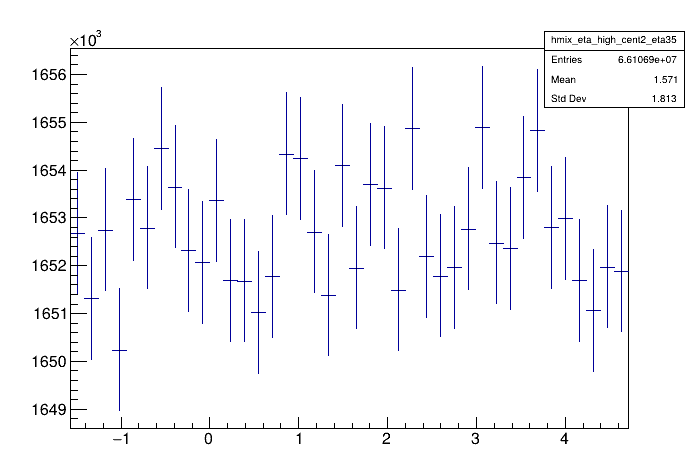 ×10³
hmix_eta_high_cent2_eta35
Entries 6.61069e+07
Mean 1.571
Std Dev 1.813
1656
1655
1654
1653
1652
1651
1650
1649
−1 0 1 2 3 4